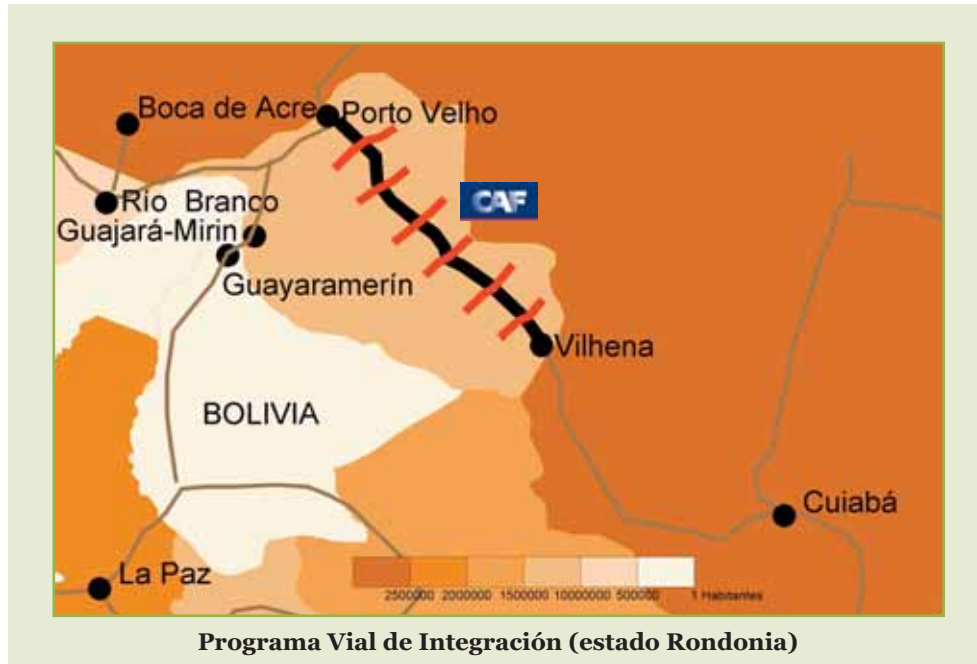 Boca de Acre
Porto Velho
CAF
Río Branco
Guajará-Mirin
Guayaramerín
Vilhena
BOLIVIA
Cuiabá
La Paz
2500000 2000000 1500000 10000000 500000 1 Habitantes
Programa Vial de Integración (estado Rondonia)